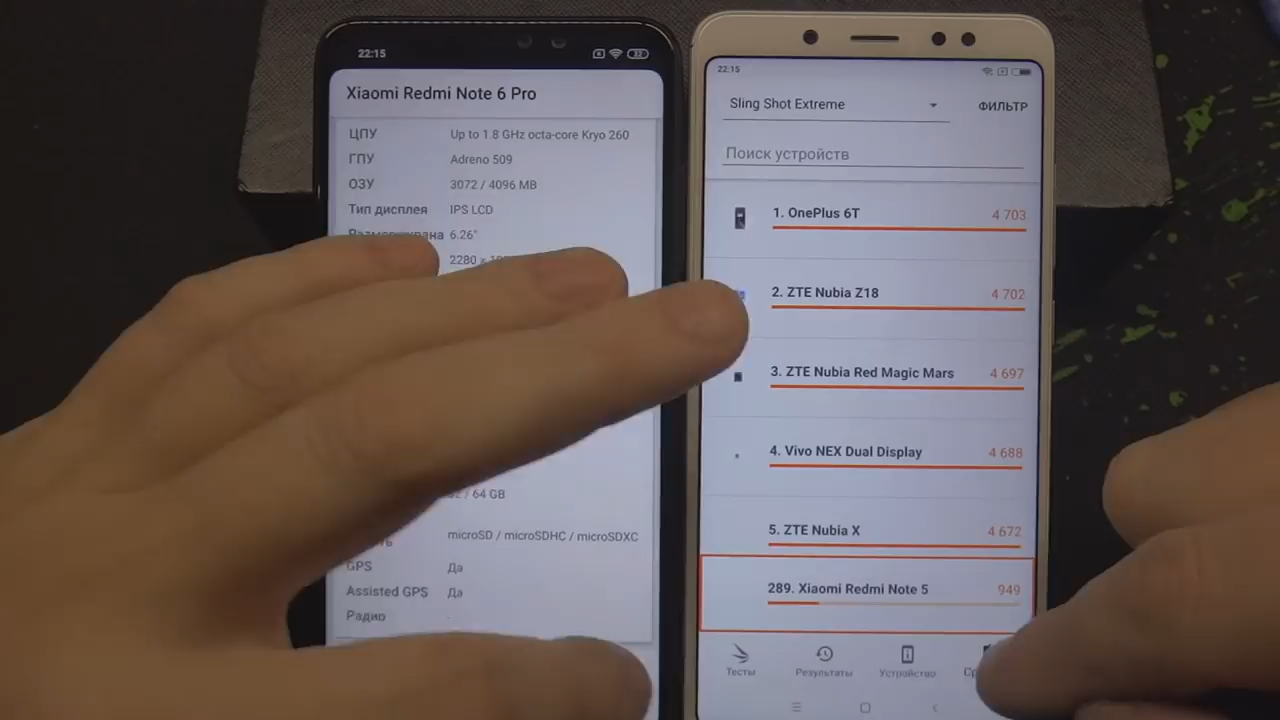 22:15
32
Xiaomi Redmi Note 6 Pro
ЦПУ Up to 1.8 GHz octa-core Kryo 260
ГПУ Adreno 509
ОЗУ 3072 / 4096 MB
Тип дисплея IPS LCD
6.26"
2280 x
/ 64 GB
microSD / microSDHC / microSDXC
GPS Да
Assisted GPS Да
Радио -
22:15
Sling Shot Extreme ФИЛЬТР
Поиск устройств
1. OnePlus 6T 4 703
2. ZTE Nubia Z18 4 702
3. ZTE Nubia Red Magic Mars 4 697
4. Vivo NEX Dual Display 4 688
5. ZTE Nubia X 4 672
289. Xiaomi Redmi Note 5 949
Тесты Результаты Устройство